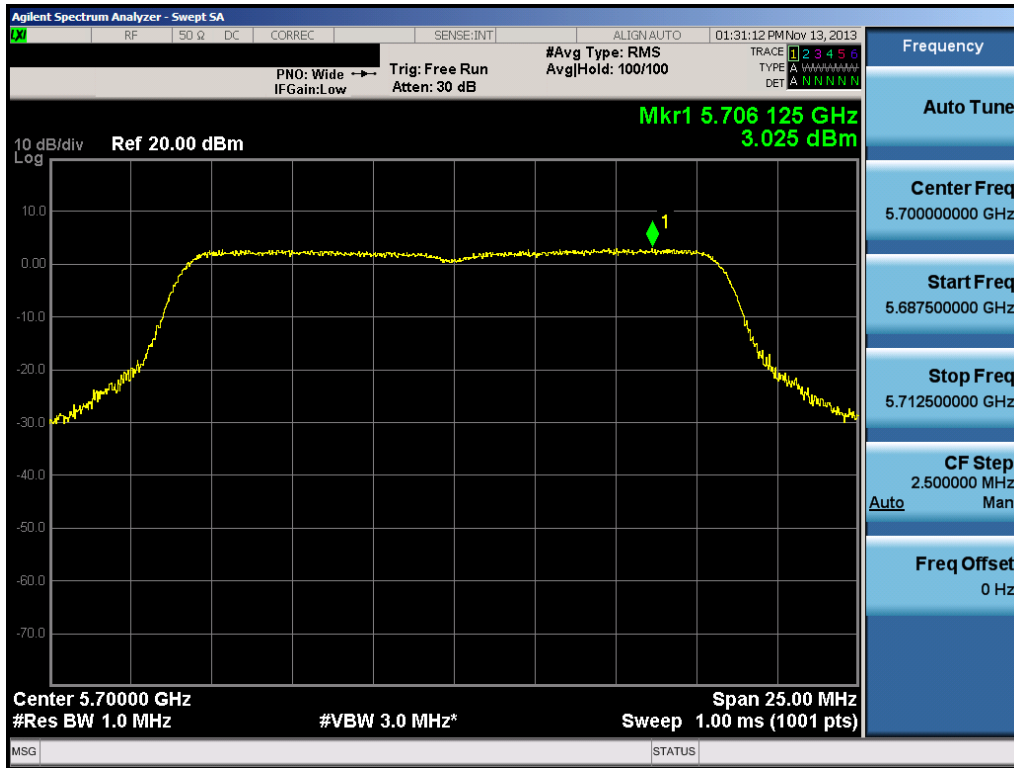 Agilent Spectrum Analyzer - Swept SA
LXI RF 50 Ω DC CORREC SENSE:INT ALIGN AUTO 01:31:12 PM Nov 13, 2013
PNO: Wide
IFGain:Low
Trig: Free Run
Atten: 30 dB
#Avg Type: RMS
Avg|Hold: 100/100
TRACE 1 2 3 4 5 6
TYPE A WWWWW
DET A N N N N N
Mkr1 5.706 125 GHz
3.025 dBm
10 dB/div Ref 20.00 dBm
Log
1
10.0
0.00
-10.0
-20.0
-30.0
-40.0
-50.0
-60.0
-70.0
Center 5.70000 GHz Span 25.00 MHz
#Res BW 1.0 MHz #VBW 3.0 MHz* Sweep 1.00 ms (1001 pts)
MSG STATUS
Frequency
Auto Tune
Center Freq
5.700000000 GHz
Start Freq
5.687500000 GHz
Stop Freq
5.712500000 GHz
CF Step
2.500000 MHz
Auto Man
Freq Offset
0 Hz